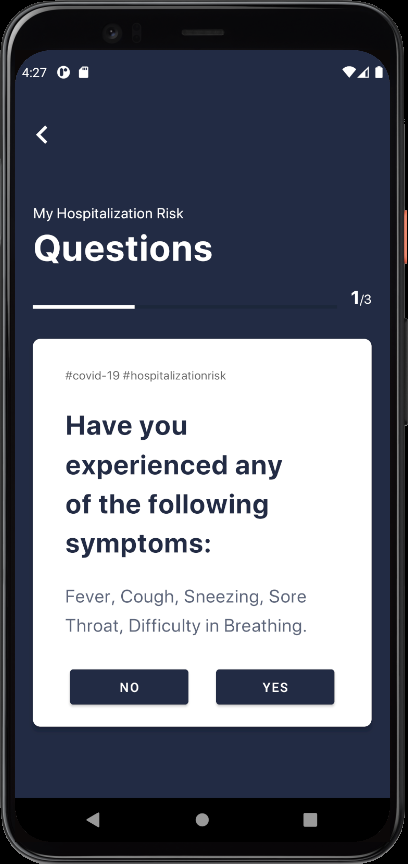 4:27
My Hospitalization Risk
Questions
1/3
#covid-19 #hospitalizationrisk
Have you
experienced any
of the following
symptoms:
Fever, Cough, Sneezing, Sore
Throat, Difficulty in Breathing.
NO YES